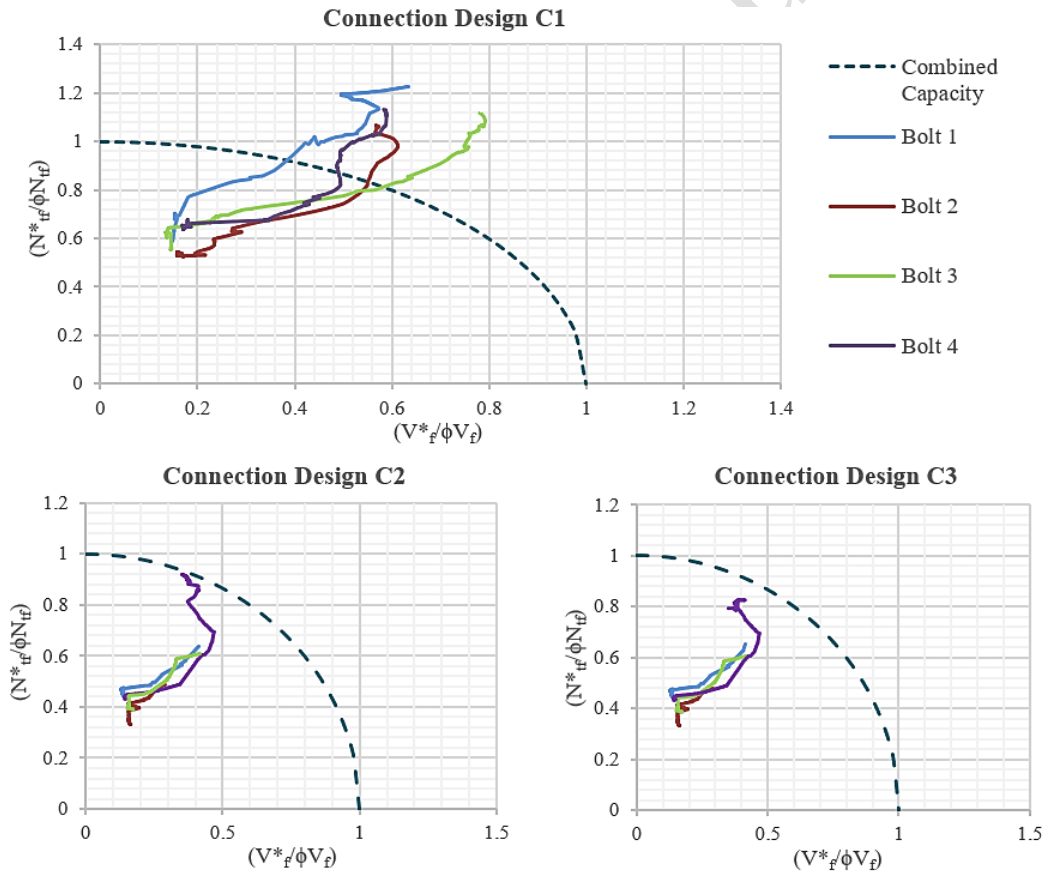 Connection Design C1
1.4
1.2
1
0.8
0.6
0.4
0.2
0
(N*tf/ϕNtf)
0 0.2 0.4 0.6 0.8 1 1.2 1.4
(V*f/ϕVf)
Combined
Capacity
Bolt 1
Bolt 2
Bolt 3
Bolt 4
Connection Design C2
1.2
1
0.8
0.6
0.4
0.2
0
(N*tf/ϕNtf)
0 0.5 1 1.5
(V*f/ϕVf)
Connection Design C3
1.2
1
0.8
0.6
0.4
0.2
0
(N*tf/ϕNtf)
0 0.5 1 1.5
(V*f/ϕVf)